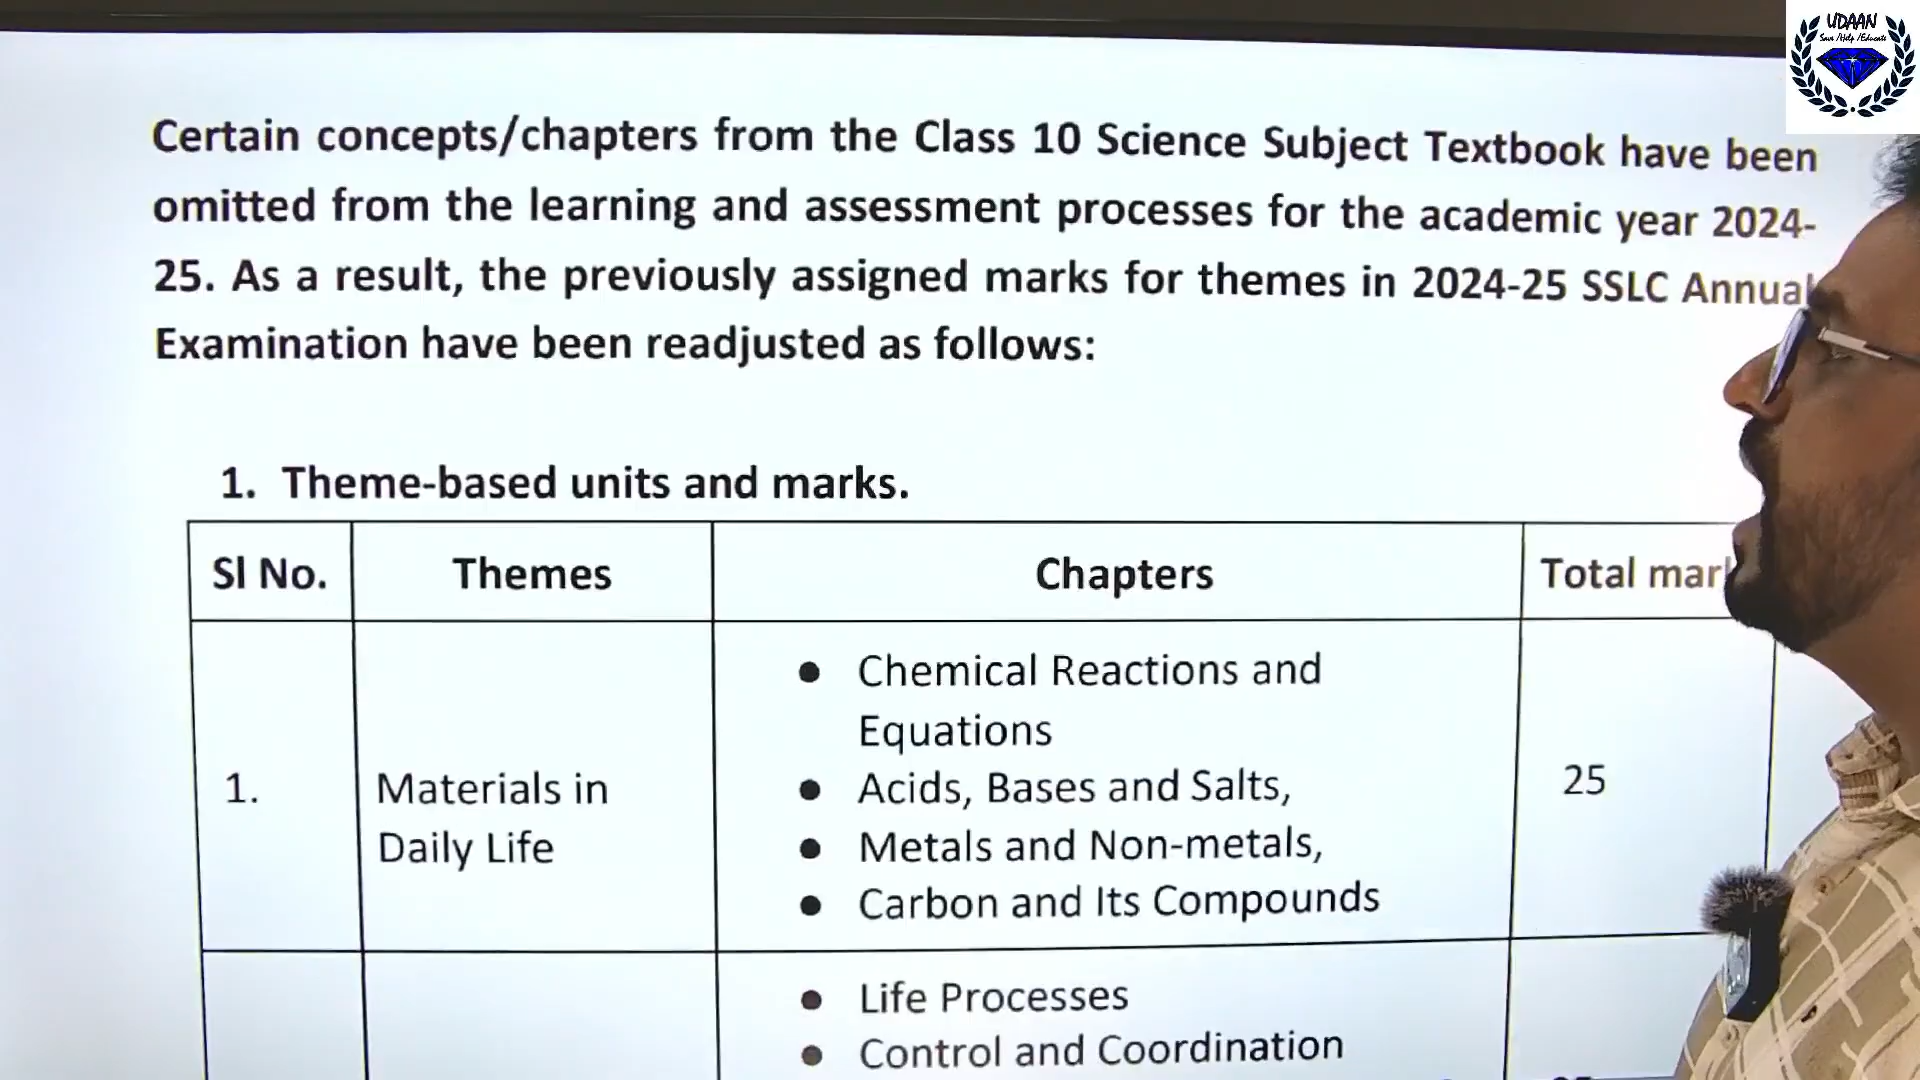 UDAAN
Save /Help /Educate
Certain concepts/chapters from the Class 10 Science Subject Textbook have been
omitted from the learning and assessment processes for the academic year 2024-
25. As a result, the previously assigned marks for themes in 2024-25 SSLC Annual
Examination have been readjusted as follows:
1. Theme-based units and marks.
Sl No. Themes Chapters Total
● Chemical Reactions and
Equations
1. Materials in ● Acids, Bases and Salts, 25
Daily Life ● Metals and Non-metals,
● Carbon and Its Compounds
● Life Processes
● Control and Coordination